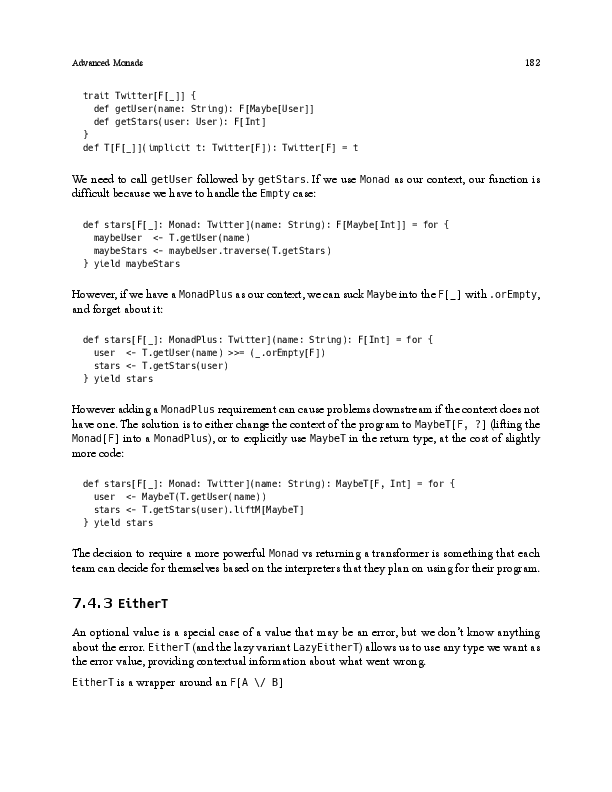 Advanced Monads 182
trait Twitter[F[_]] {
  def getUser(name: String): F[Maybe[User]]
  def getStars(user: User): F[Int]
}
def T[F[_]](implicit t: Twitter[F]): Twitter[F] = t
We need to call getUser followed by getStars. If we use Monad as our context, our function is
difficult because we have to handle the Empty case:
def stars[F[_]: Monad: Twitter](name: String): F[Maybe[Int]] = for {
  maybeUser  <- T.getUser(name)
  maybeStars <- maybeUser.traverse(T.getStars)
} yield maybeStars
However, if we have a MonadPlus as our context, we can suck Maybe into the F[_] with .orEmpty,
and forget about it:
def stars[F[_]: MonadPlus: Twitter](name: String): F[Int] = for {
  user  <- T.getUser(name) >>= (_.orEmpty[F])
  stars <- T.getStars(user)
} yield stars
However adding a MonadPlus requirement can cause problems downstream if the context does not
have one. The solution is to either change the context of the program to MaybeT[F, ?] (lifting the
Monad[F] into a MonadPlus), or to explicitly use MaybeT in the return type, at the cost of slightly
more code:
def stars[F[_]: Monad: Twitter](name: String): MaybeT[F, Int] = for {
  user  <- MaybeT(T.getUser(name))
  stars <- T.getStars(user).liftM[MaybeT]
} yield stars
The decision to require a more powerful Monad vs returning a transformer is something that each
team can decide for themselves based on the interpreters that they plan on using for their program.
7.4.3 EitherT
An optional value is a special case of a value that may be an error, but we don't know anything
about the error. EitherT (and the lazy variant LazyEitherT) allows us to use any type we want as
the error value, providing contextual information about what went wrong.
EitherT is a wrapper around an F[A \/ B]